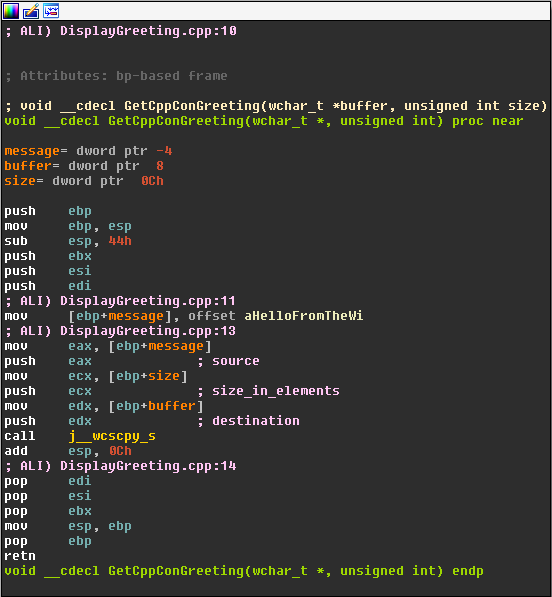 ; ALI) DisplayGreeting.cpp:10
; Attributes: bp-based frame
; void __cdecl GetCppConGreeting(wchar_t *buffer, unsigned int size)
void __cdecl GetCppConGreeting(wchar_t *, unsigned int) proc near
message= dword ptr -4
buffer= dword ptr  8
size= dword ptr  0Ch
push    ebp
mov     ebp, esp
sub     esp, 44h
push    ebx
push    esi
push    edi
; ALI) DisplayGreeting.cpp:11
mov     [ebp+message], offset aHelloFromTheWi
; ALI) DisplayGreeting.cpp:13
mov     eax, [ebp+message]
push    eax             ; source
mov     ecx, [ebp+size]
push    ecx             ; size_in_elements
mov     edx, [ebp+buffer]
push    edx             ; destination
call    j__wcscpy_s
add     esp, 0Ch
; ALI) DisplayGreeting.cpp:14
pop     edi
pop     esi
pop     ebx
mov     esp, ebp
pop     ebp
retn
void __cdecl GetCppConGreeting(wchar_t *, unsigned int) endp